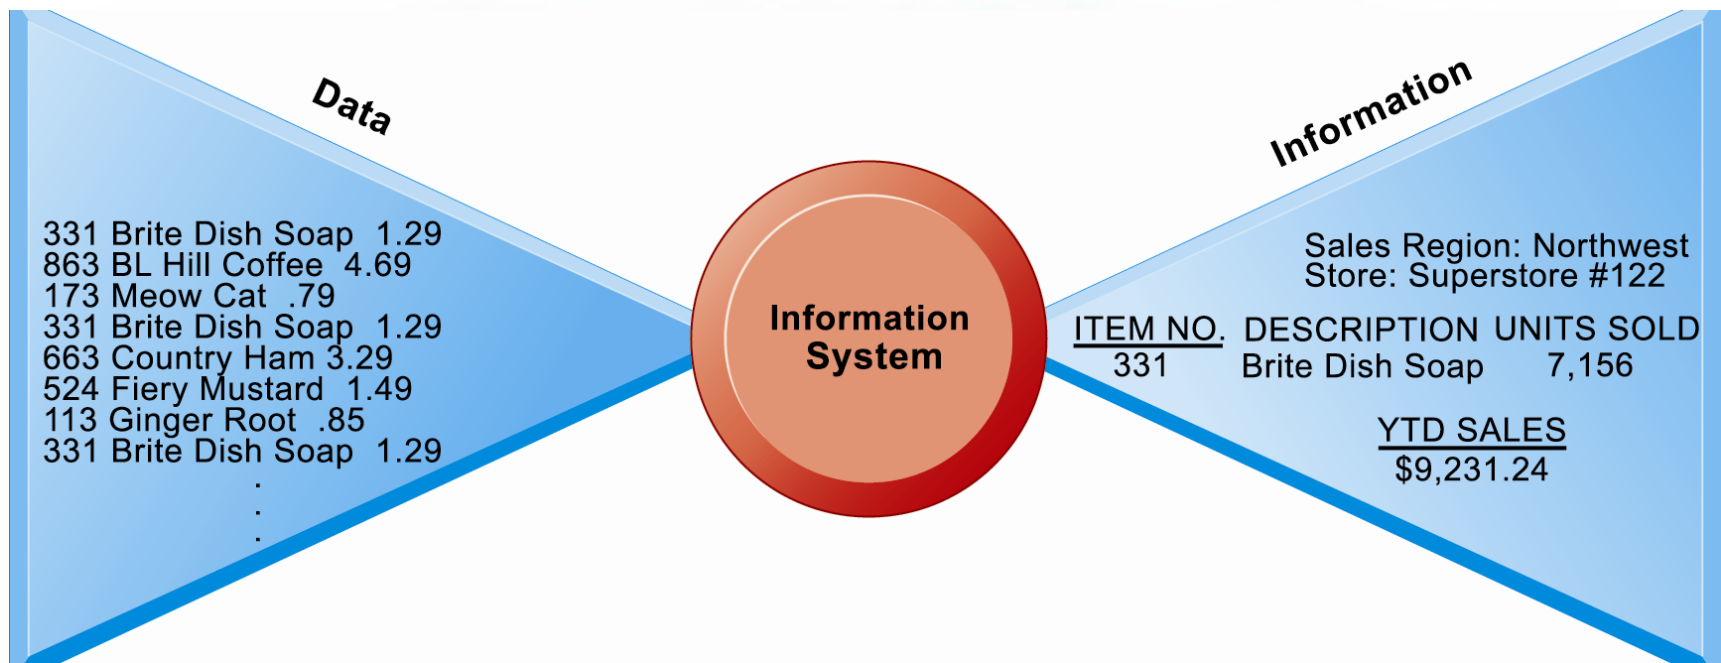 Data
331 Brite Dish Soap 1.29
863 BL Hill Coffee 4.69
173 Meow Cat .79
331 Brite Dish Soap 1.29
663 Country Ham 3.29
524 Fiery Mustard 1.49
113 Ginger Root .85
331 Brite Dish Soap 1.29
.
.
.
Information
System
Information
Sales Region: Northwest
Store: Superstore #122
ITEM NO. DESCRIPTION UNITS SOLD
331 Brite Dish Soap 7,156
YTD SALES
$9,231.24